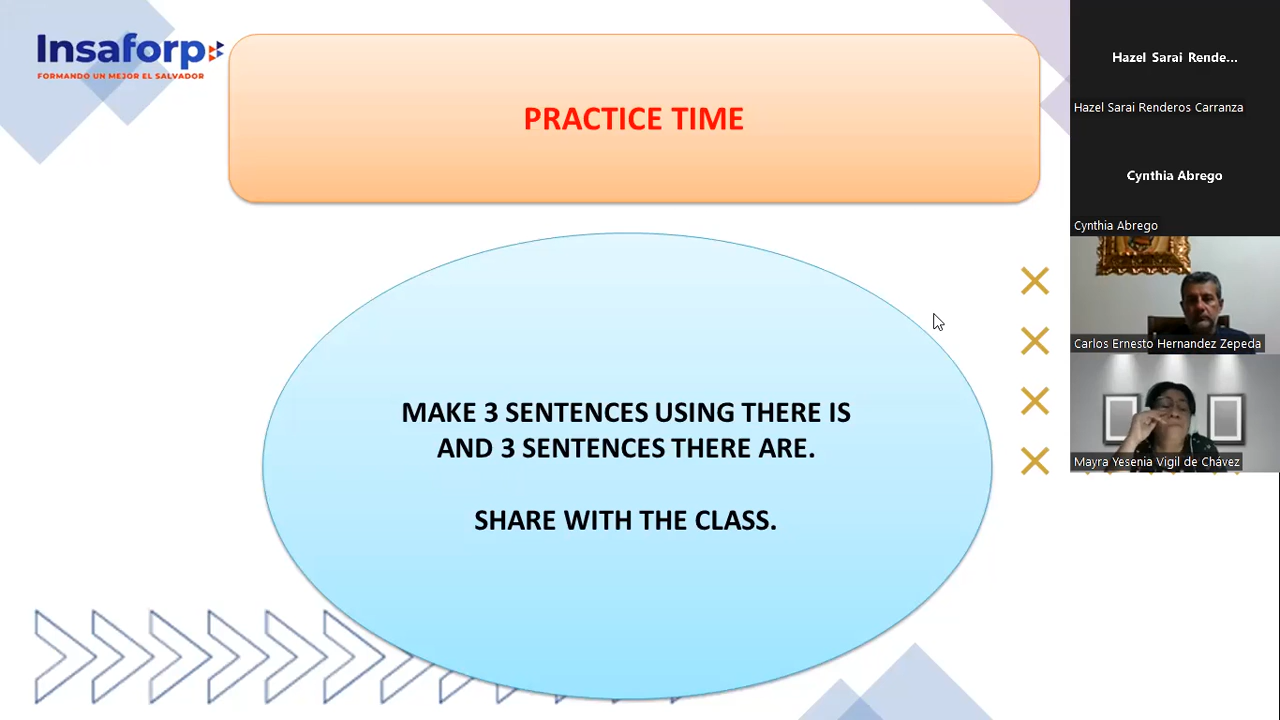 Insaforp
FORMANDO UN MEJOR EL SALVADOR
PRACTICE TIME
MAKE 3 SENTENCES USING THERE IS
AND 3 SENTENCES THERE ARE.
SHARE WITH THE CLASS.
Hazel Sarai Rende...
Hazel Sarai Renderos Carranza
Cynthia Abrego
Cynthia Abrego
Carlos Ernesto Hernandez Zepeda
Mayra Yesenia Vigil de Chávez